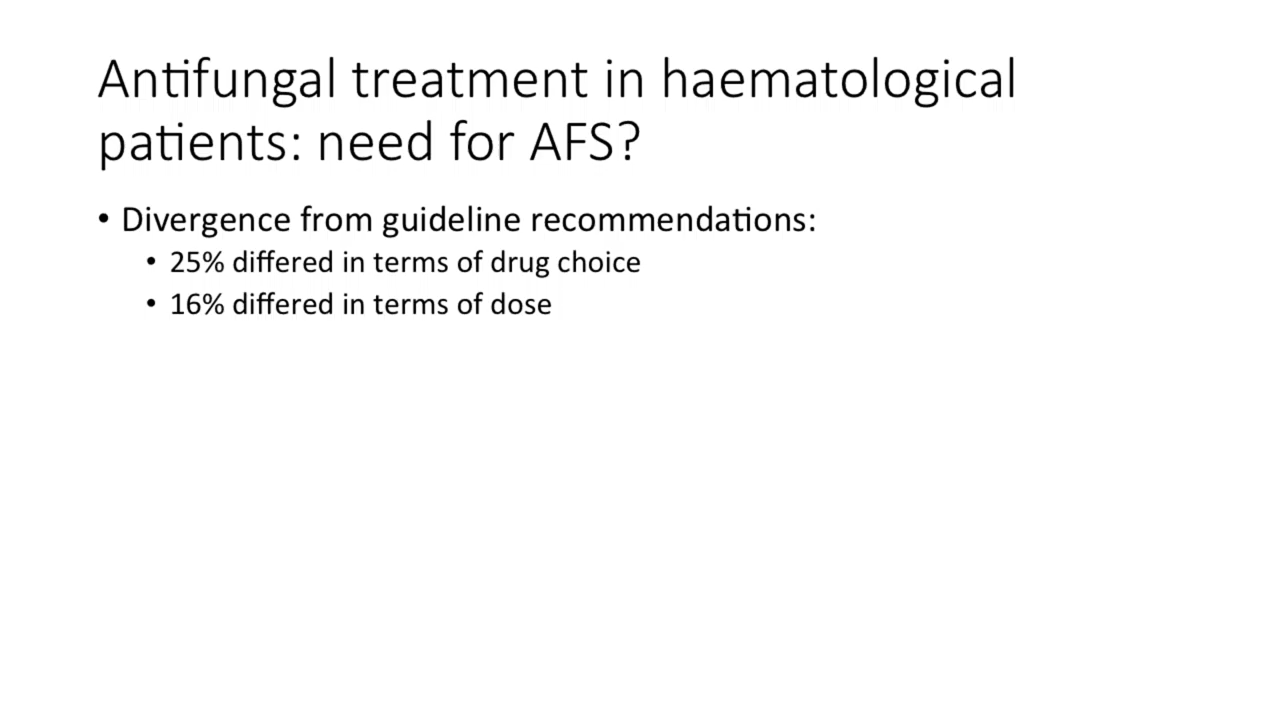 Antifungal treatment in haematological
patients: need for AFS?
• Divergence from guideline recommendations:
• 25% differed in terms of drug choice
• 16% differed in terms of dose